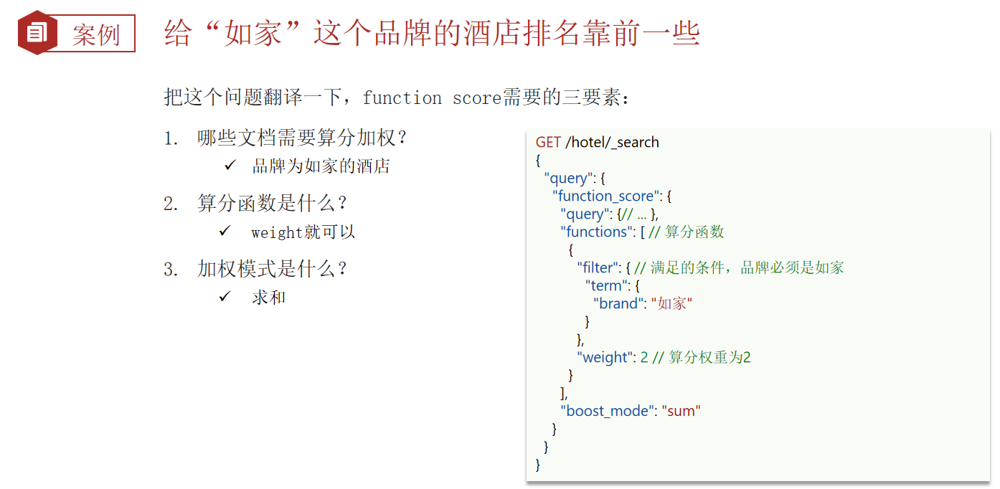 案例
给“如家”这个品牌的酒店排名靠前一些
把这个问题翻译一下，function score需要的三要素：
1. 哪些文档需要算分加权？
✓ 品牌为如家的酒店
2. 算分函数是什么？
✓ weight就可以
3. 加权模式是什么？
✓ 求和
GET /hotel/_search
{
  "query": {
    "function_score": {
      "query": {// ... },
      "functions": [ // 算分函数
        {
          "filter": { // 满足的条件，品牌必须是如家
            "term": {
              "brand": "如家"
            }
          },
          "weight": 2 // 算分权重为2
        }
      ],
      "boost_mode": "sum"
    }
  }
}